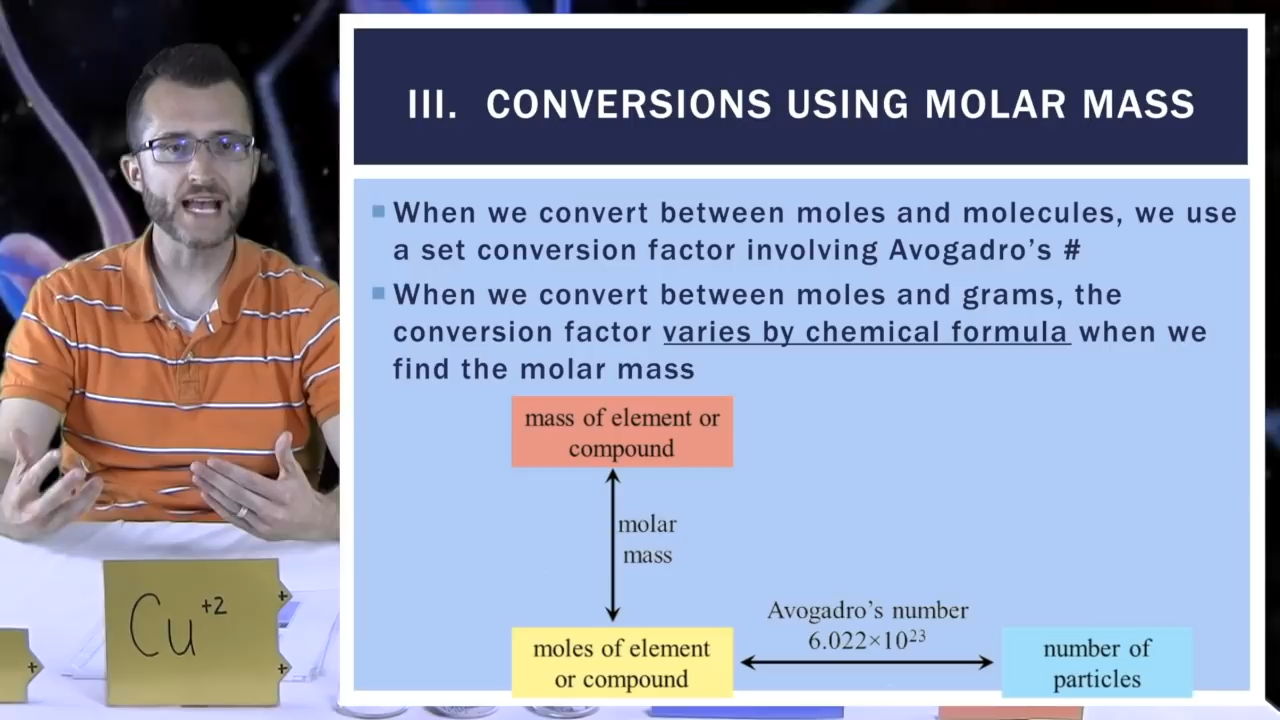 III. CONVERSIONS USING MOLAR MASS
When we convert between moles and molecules, we use
a set conversion factor involving Avogadro's #
When we convert between moles and grams, the
conversion factor varies by chemical formula when we
find the molar mass
mass of element or
compound
molar
mass
moles of element
or compound
Avogadro's number
6.022×10²³
number of
particles
Cu⁺²
+
+
+